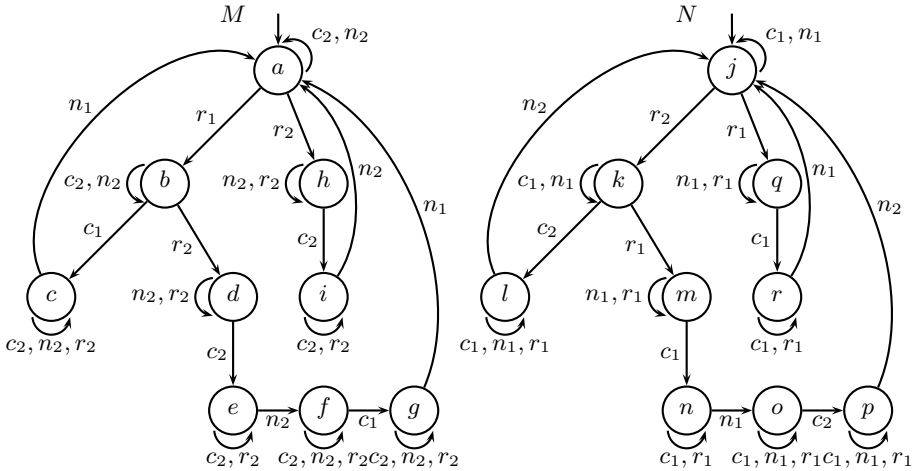 M N
c₂, n₂ c₁, n₁
a j
n₁ r₁ r₂ n₂ r₂ r₁
c₂, n₂ b n₂, r₂ h n₂ c₁, n₁ k n₁, r₁ q n₁
n₁ n₂
c₁ r₂ c₂ c₂ r₁ c₁
c n₂, r₂ d i l n₁, r₁ m r
c₂, n₂, r₂ c₂, r₂ c₁, n₁, r₁ c₁, r₁
c₂ c₁
e n₂ f c₁ g n n₁ o c₂ p
c₂, r₂ c₂, n₂, r₂ c₂, n₂, r₂ c₁, r₁ c₁, n₁, r₁ c₁, n₁, r₁